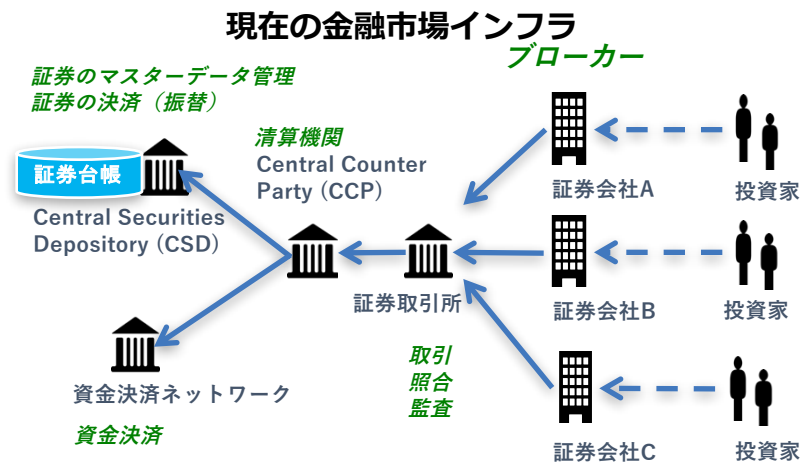 現在の金融市場インフラ
ブローカー
証券のマスターデータ管理
証券の決済（振替）
清算機関
Central Counter
Party (CCP)
証券台帳
Central Securities
Depository (CSD)
証券会社A
投資家
証券取引所
証券会社B
投資家
取引
照合
監査
資金決済ネットワーク
資金決済
証券会社C
投資家